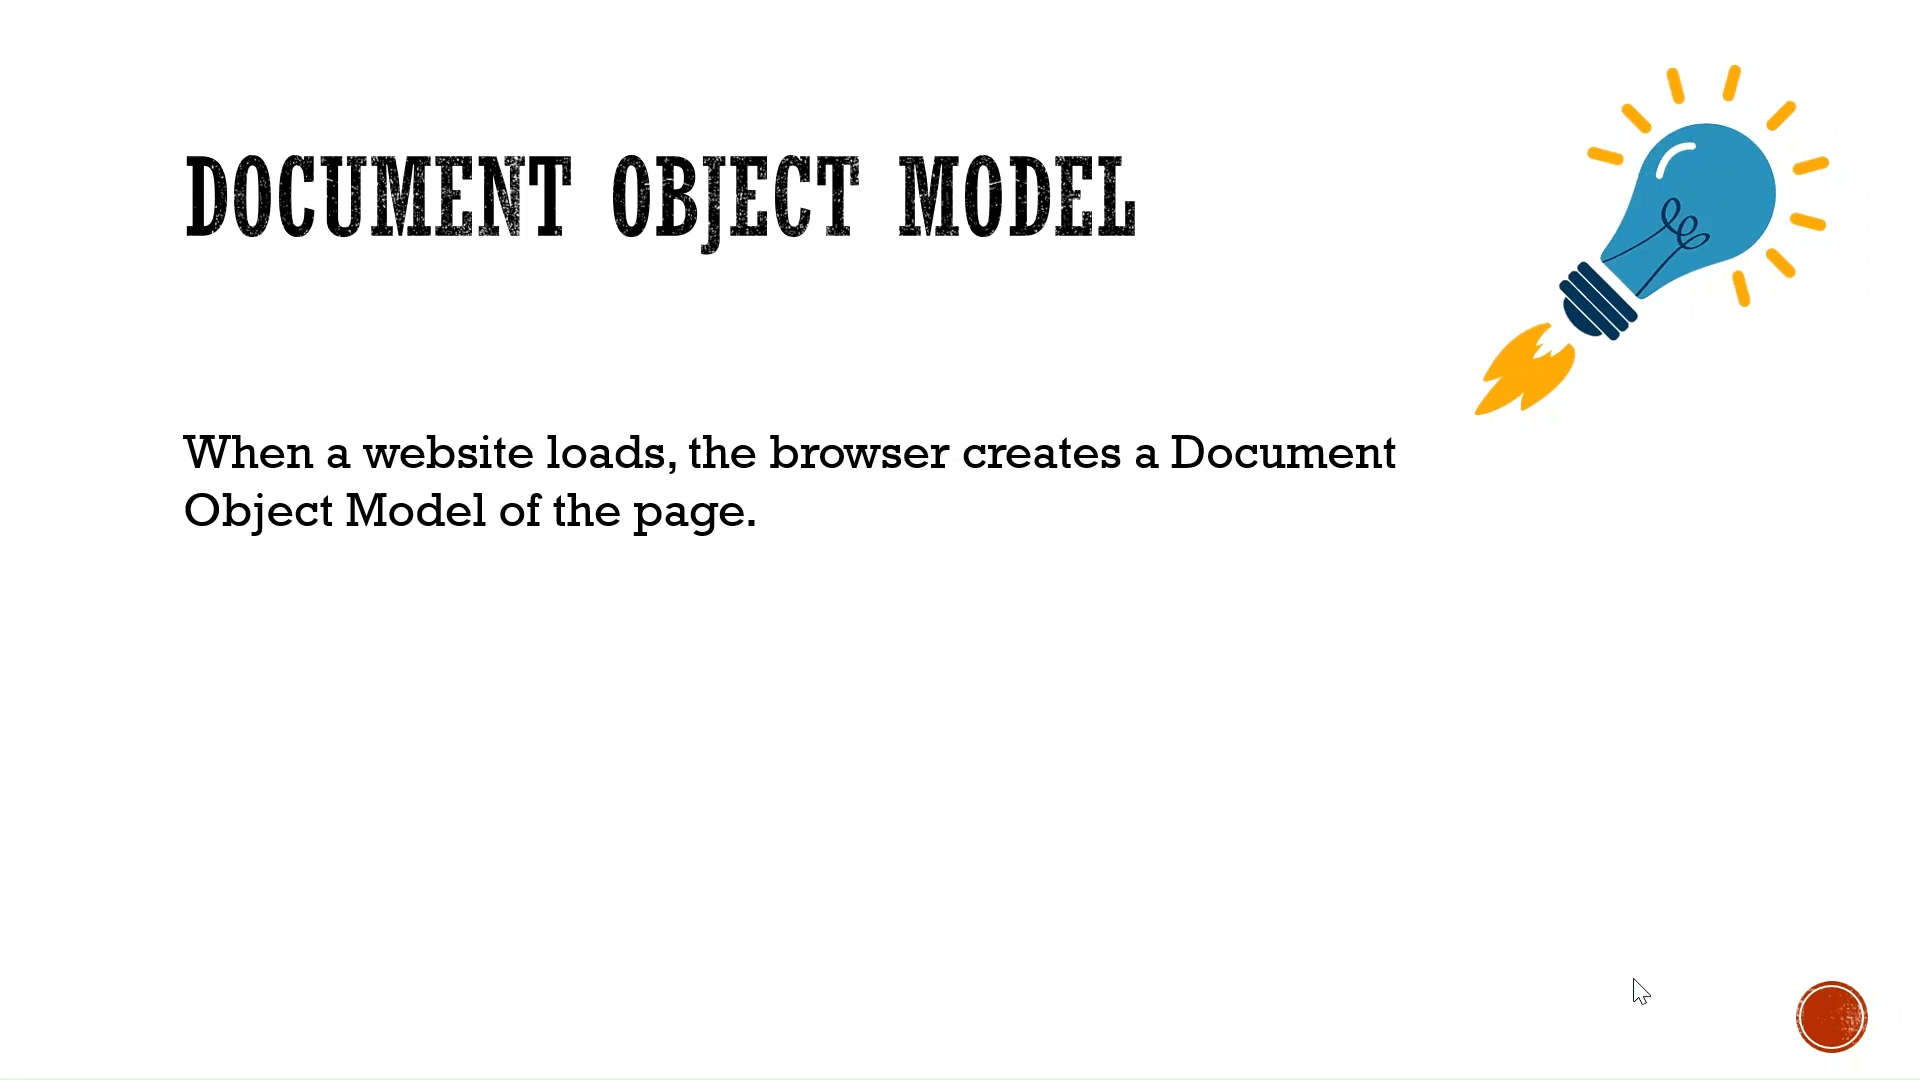 DOCUMENT OBJECT MODEL
When a website loads, the browser creates a Document
Object Model of the page.